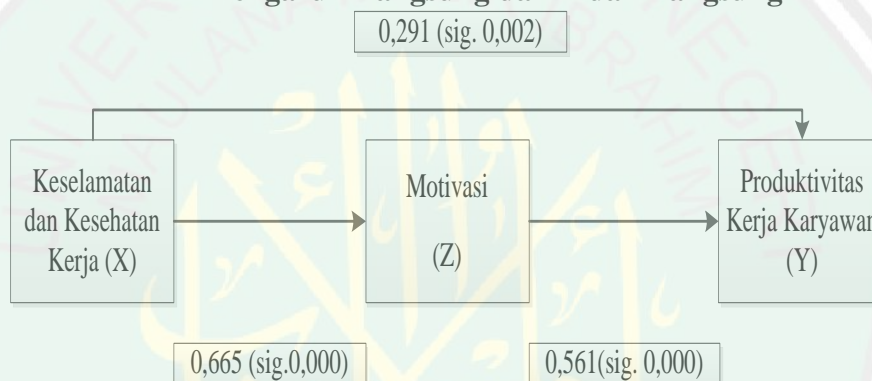 0,291 (sig. 0,002)
Keselamatan
dan Kesehatan
Kerja (X)
Motivasi
(Z)
Produktivitas
Kerja Karyawan
(Y)
0,665 (sig.0,000)
0,561(sig. 0,000)